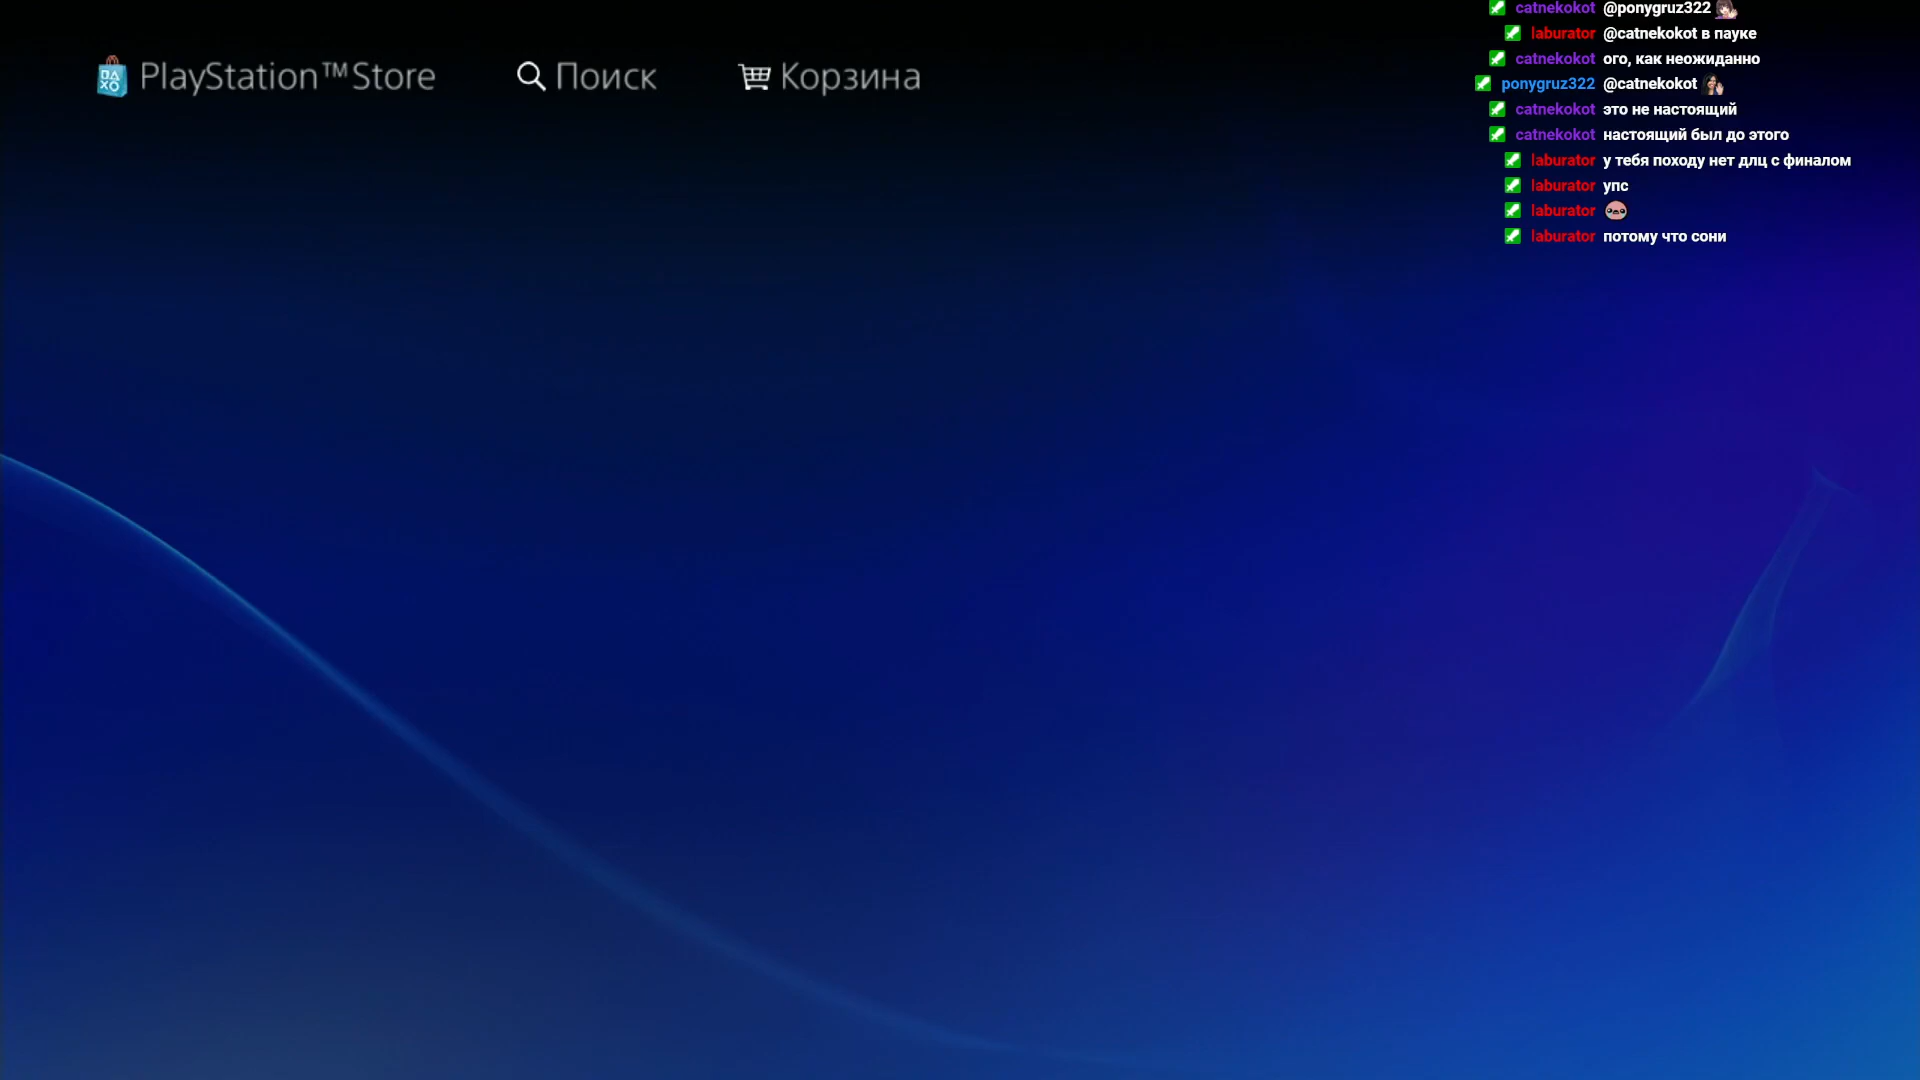 PlayStation™Store
Поиск
Корзина
catnekokot @ponygruz322
laburator @catnekokot в пауке
catnekokot ого, как неожиданно
ponygruz322 @catnekokot
catnekokot это не настоящий
catnekokot настоящий был до этого
laburator у тебя походу нет длц с финалом
laburator упс
laburator
laburator потому что сони